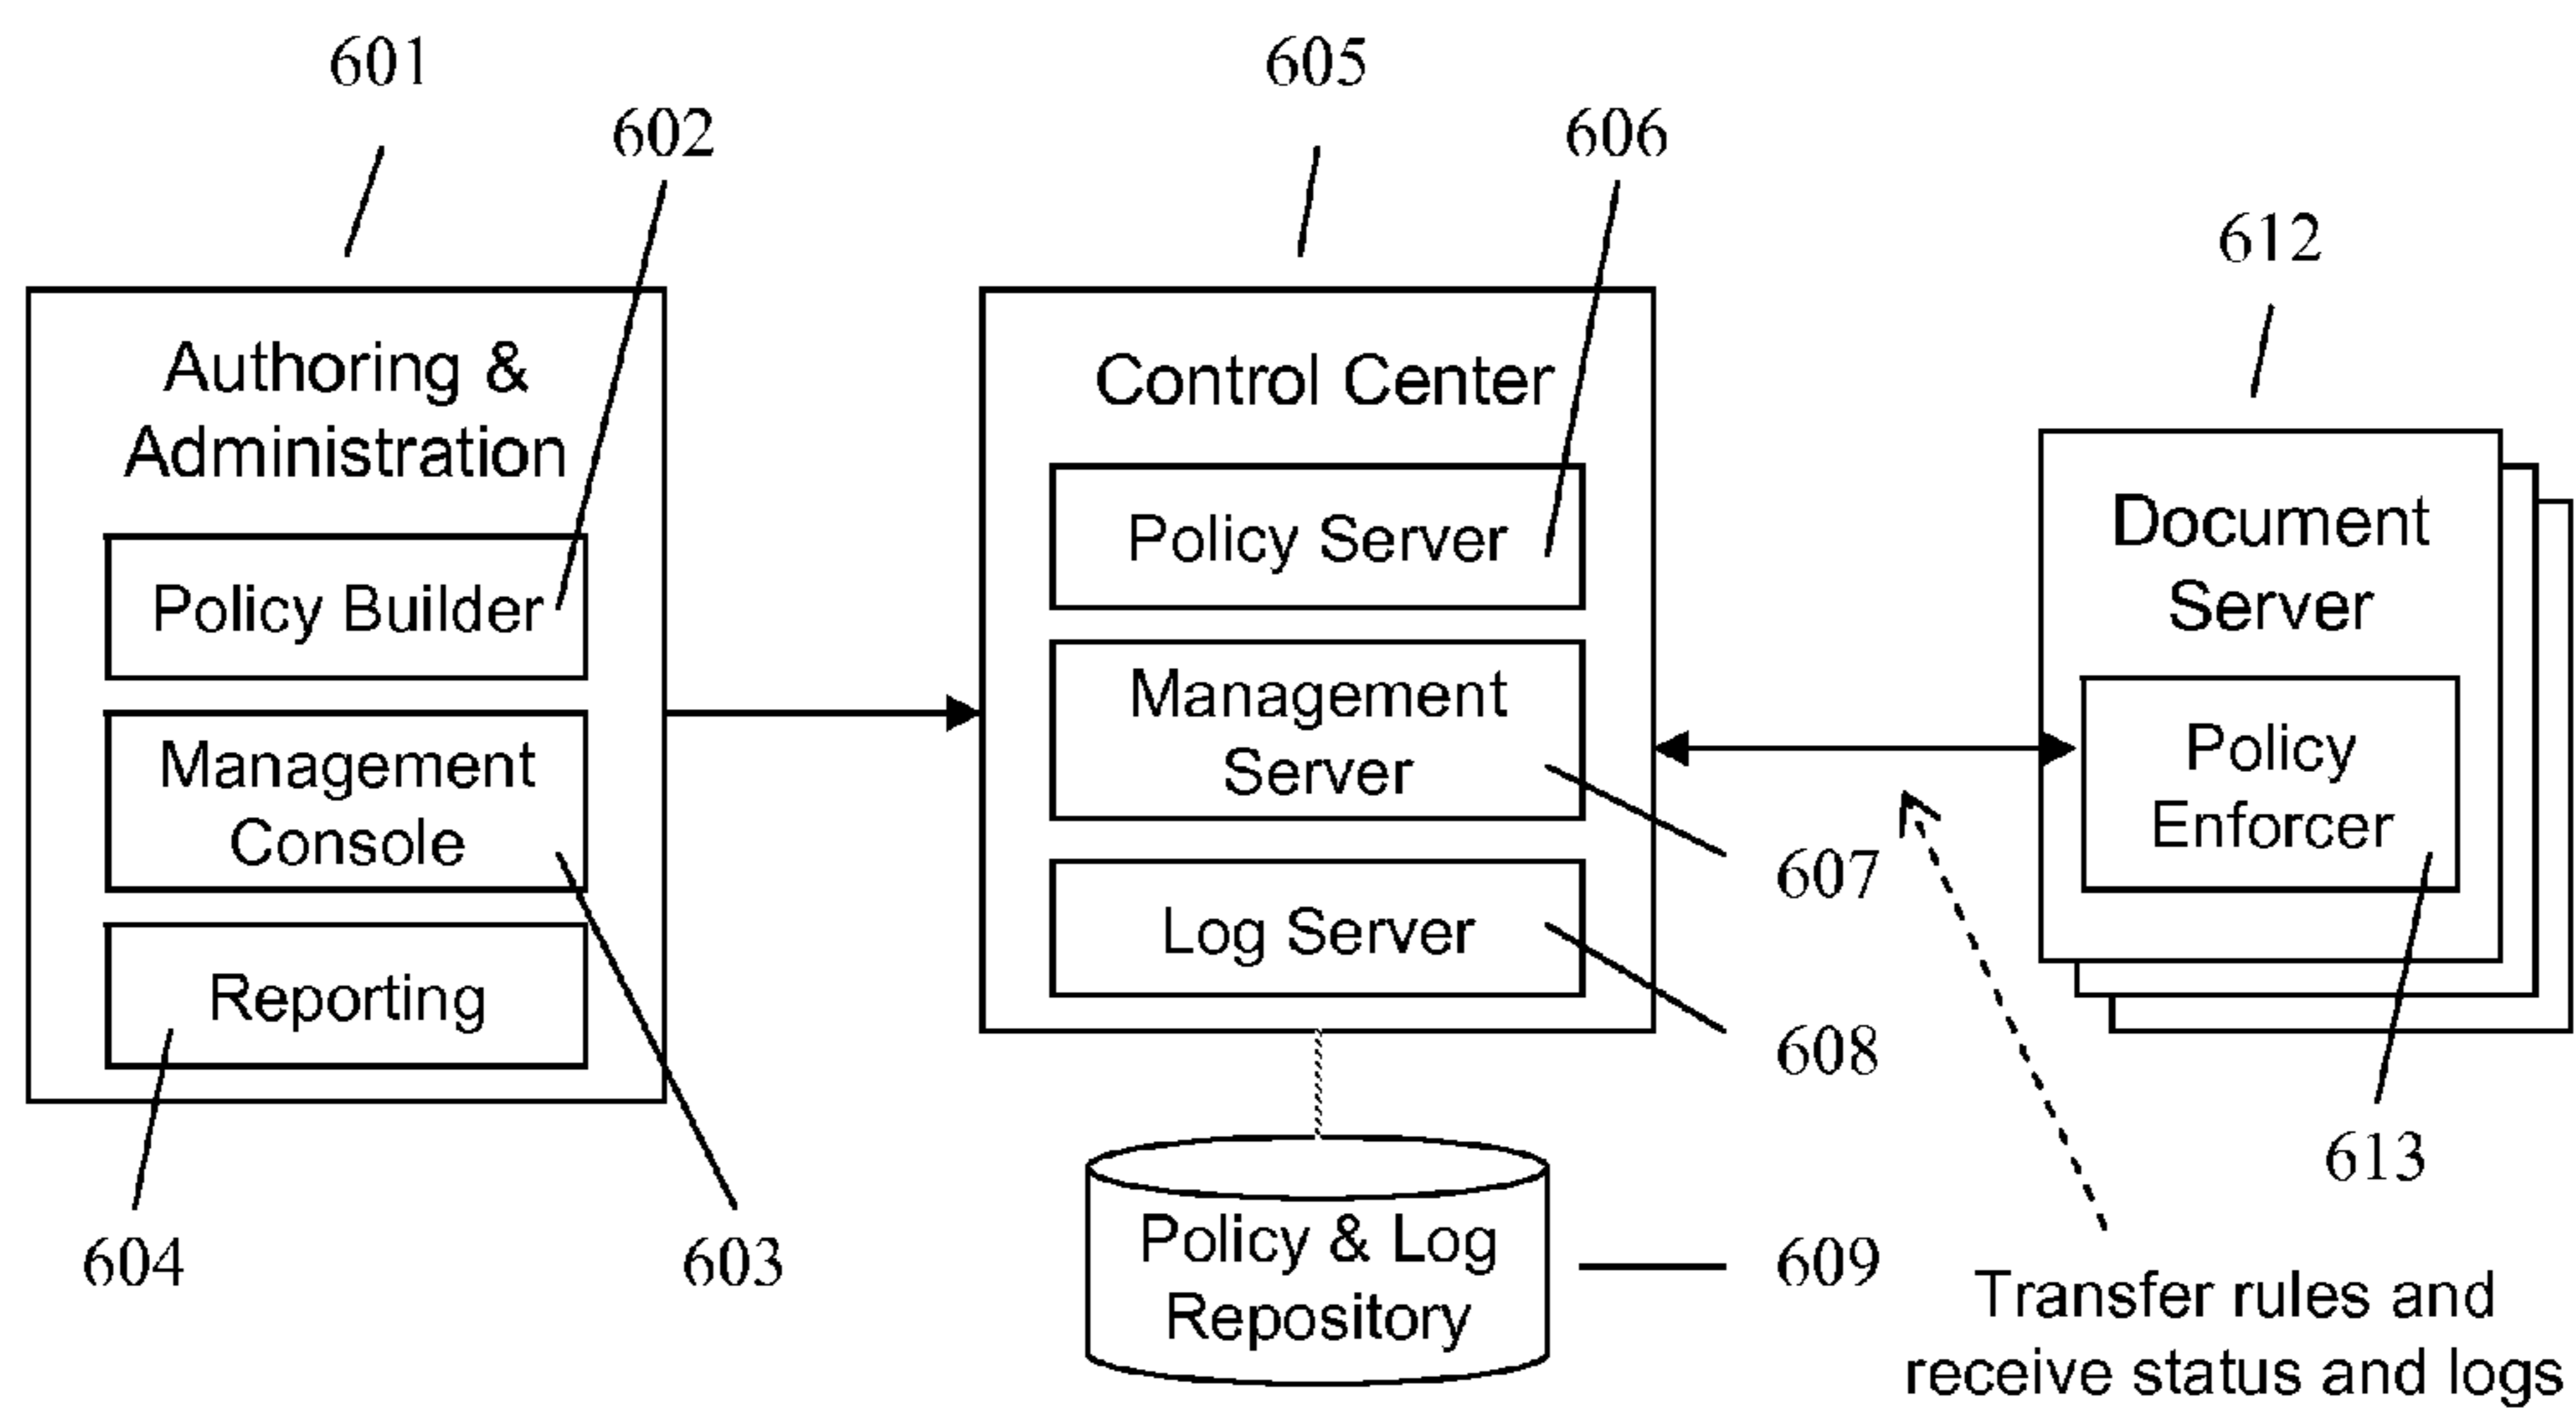 601
602
Authoring &
Administration
Policy Builder
Management
Console
Reporting
604
603
605
606
Control Center
Policy Server
Management
Server
Log Server
607
608
Policy & Log
Repository
609
612
Document
Server
Policy
Enforcer
613
Transfer rules and
receive status and logs